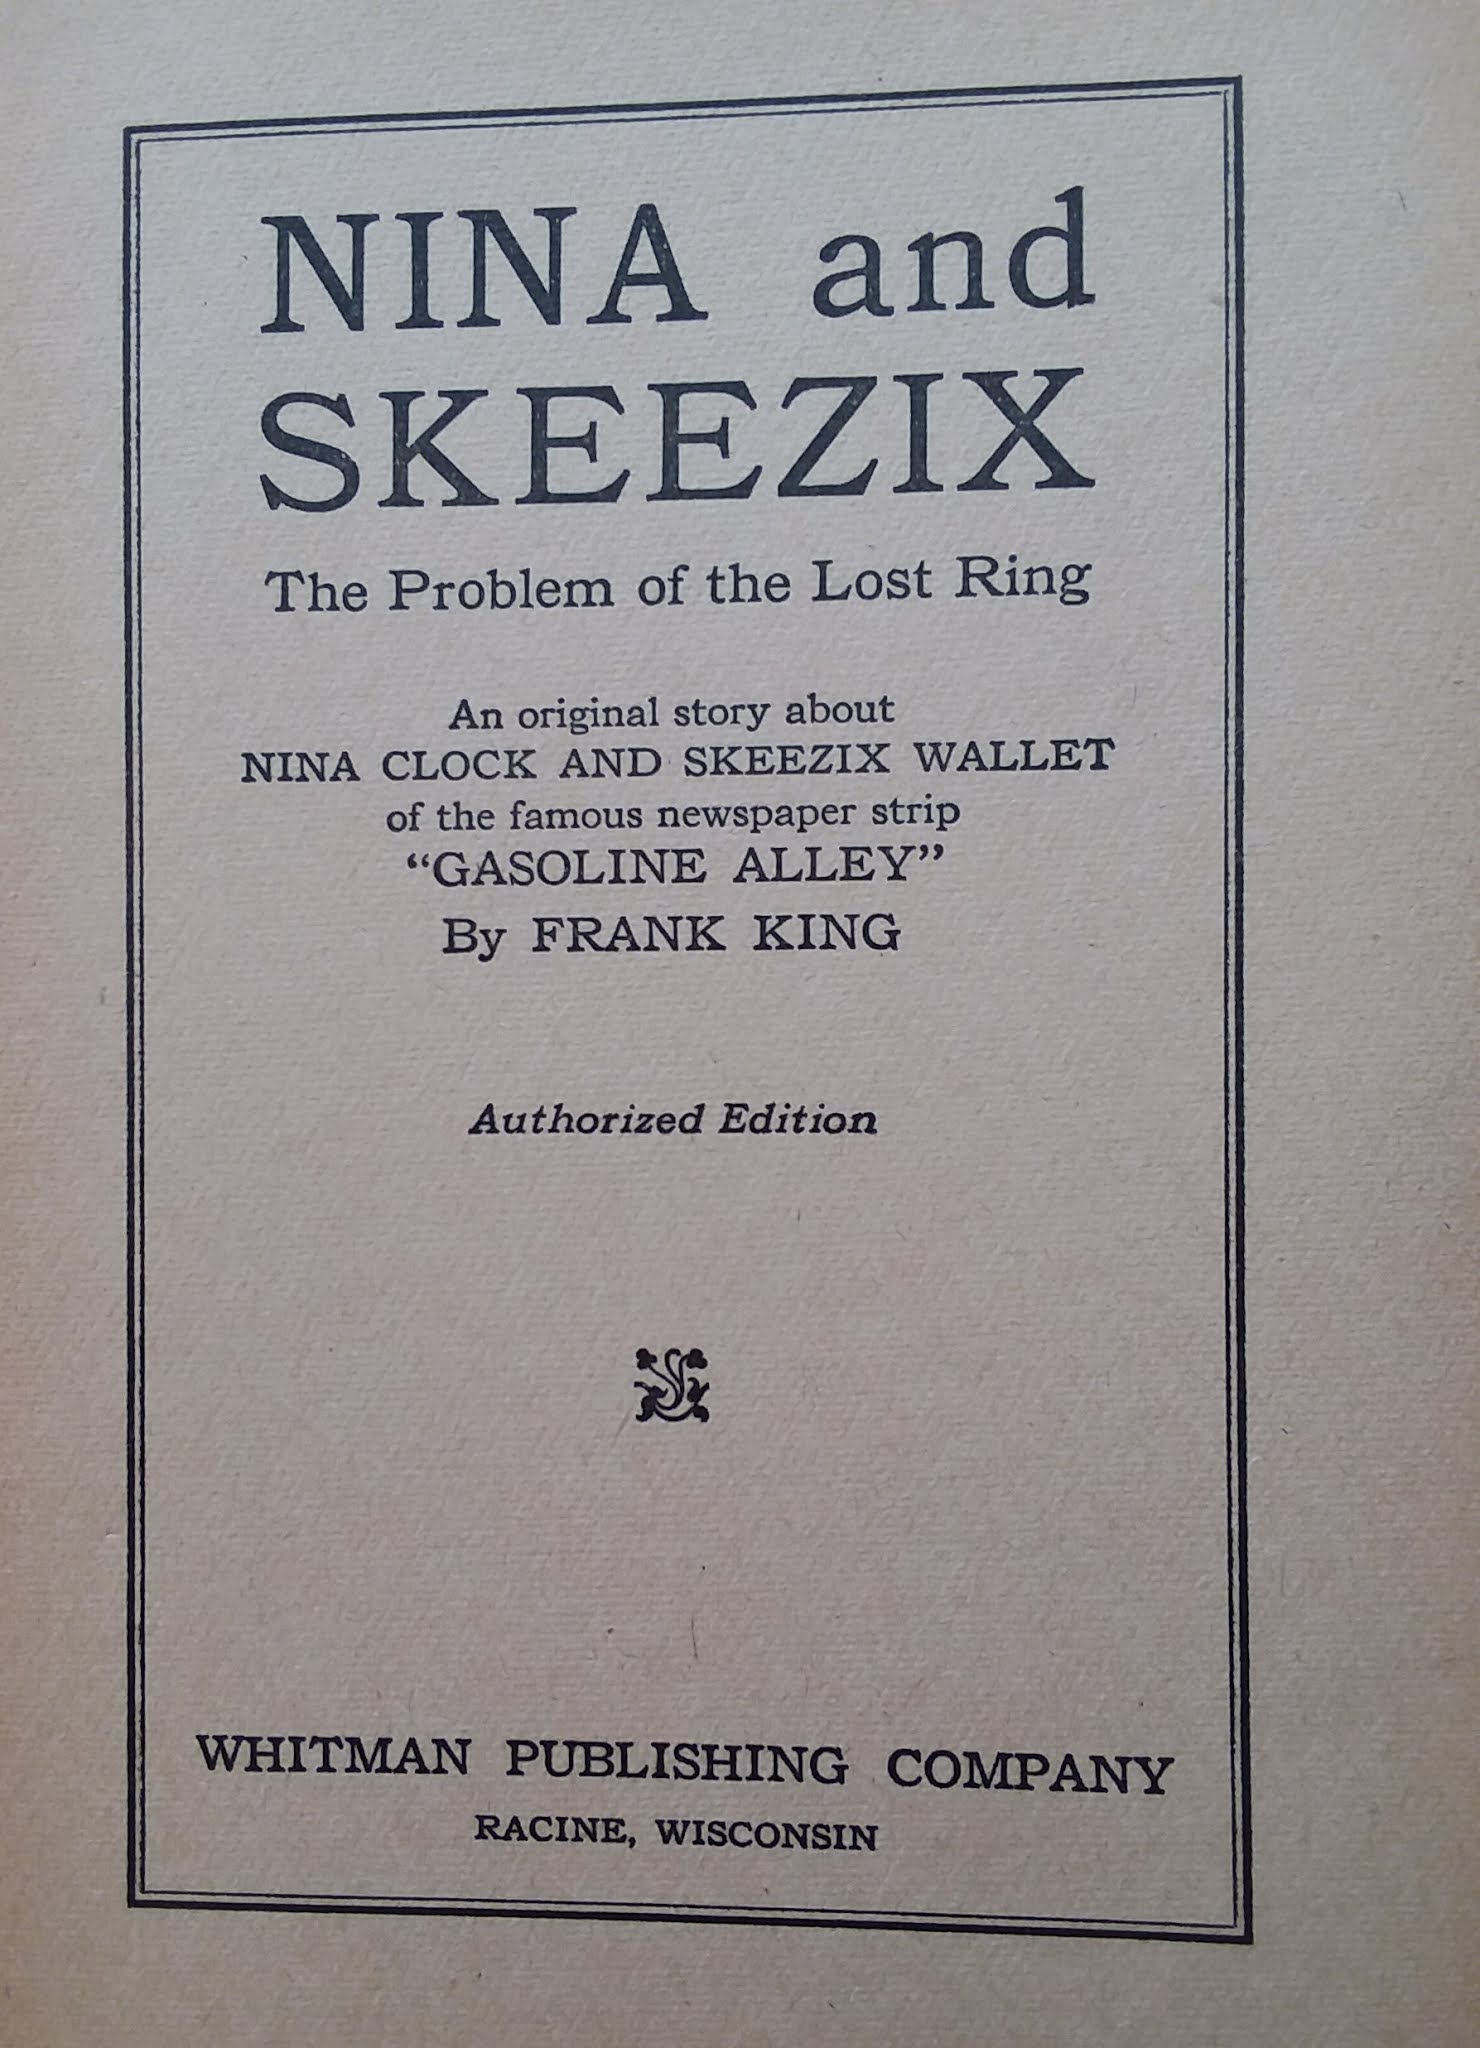 NINA and
SKEEZIX
The Problem of the Lost Ring
An original story about
NINA CLOCK AND SKEEZIX WALLET
of the famous newspaper strip
“GASOLINE ALLEY”
By FRANK KING
Authorized Edition
WHITMAN PUBLISHING COMPANY
RACINE, WISCONSIN